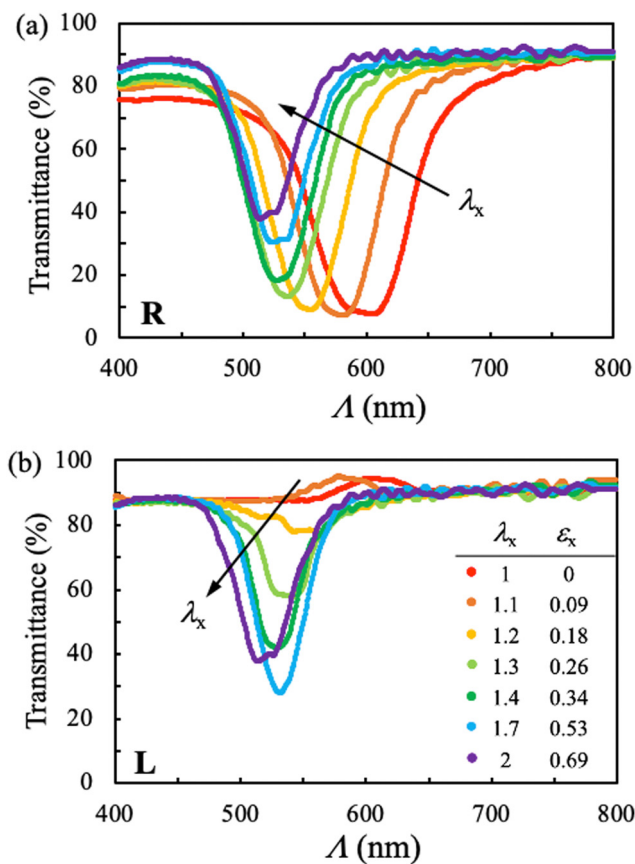 (a)
100
80
60
40
20
0
Transmittance (%)
λx
R
400 500 600 700 800
Λ (nm)
(b)
100
80
60
40
20
0
Transmittance (%)
λx
L
λx εx
1 0
1.1 0.09
1.2 0.18
1.3 0.26
1.4 0.34
1.7 0.53
2 0.69
400 500 600 700 800
Λ (nm)